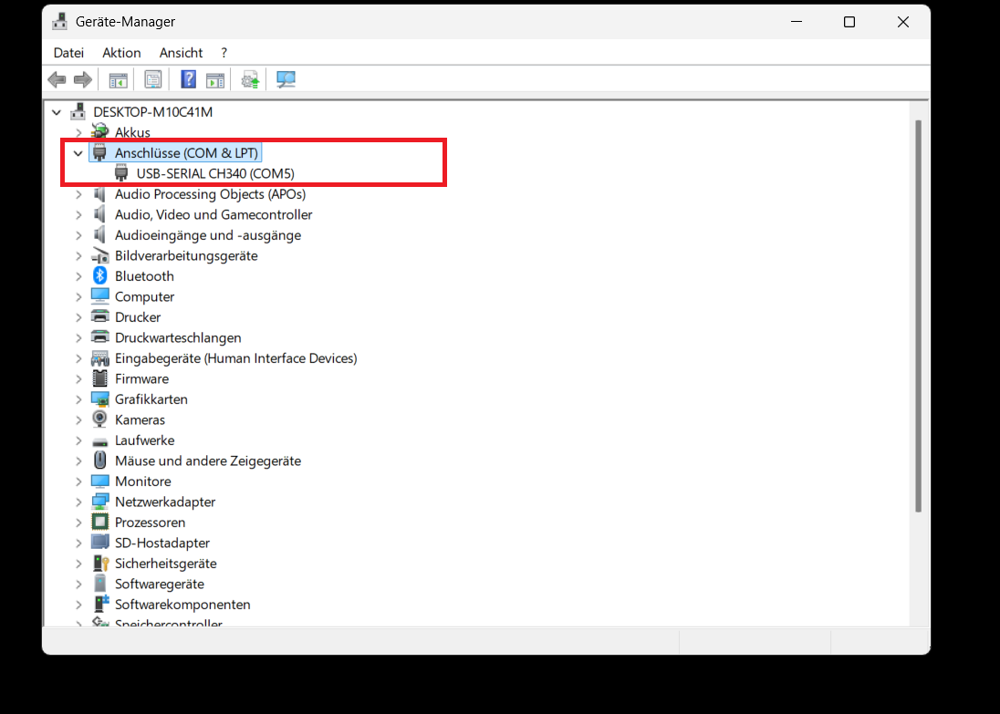 Geräte-Manager
Datei Aktion Ansicht ?
DESKTOP-M10C41M
Akkus
Anschlüsse (COM & LPT)
USB-SERIAL CH340 (COM5)
Audio Processing Objects (APOs)
Audio, Video und Gamecontroller
Audioeingänge und -ausgänge
Bildverarbeitungsgeräte
Bluetooth
Computer
Drucker
Druckwarteschlangen
Eingabegeräte (Human Interface Devices)
Firmware
Grafikkarten
Kameras
Laufwerke
Mäuse und andere Zeigegeräte
Monitore
Netzwerkadapter
Prozessoren
SD-Hostadapter
Sicherheitsgeräte
Softwaregeräte
Softwarekomponenten
Speichercontroller